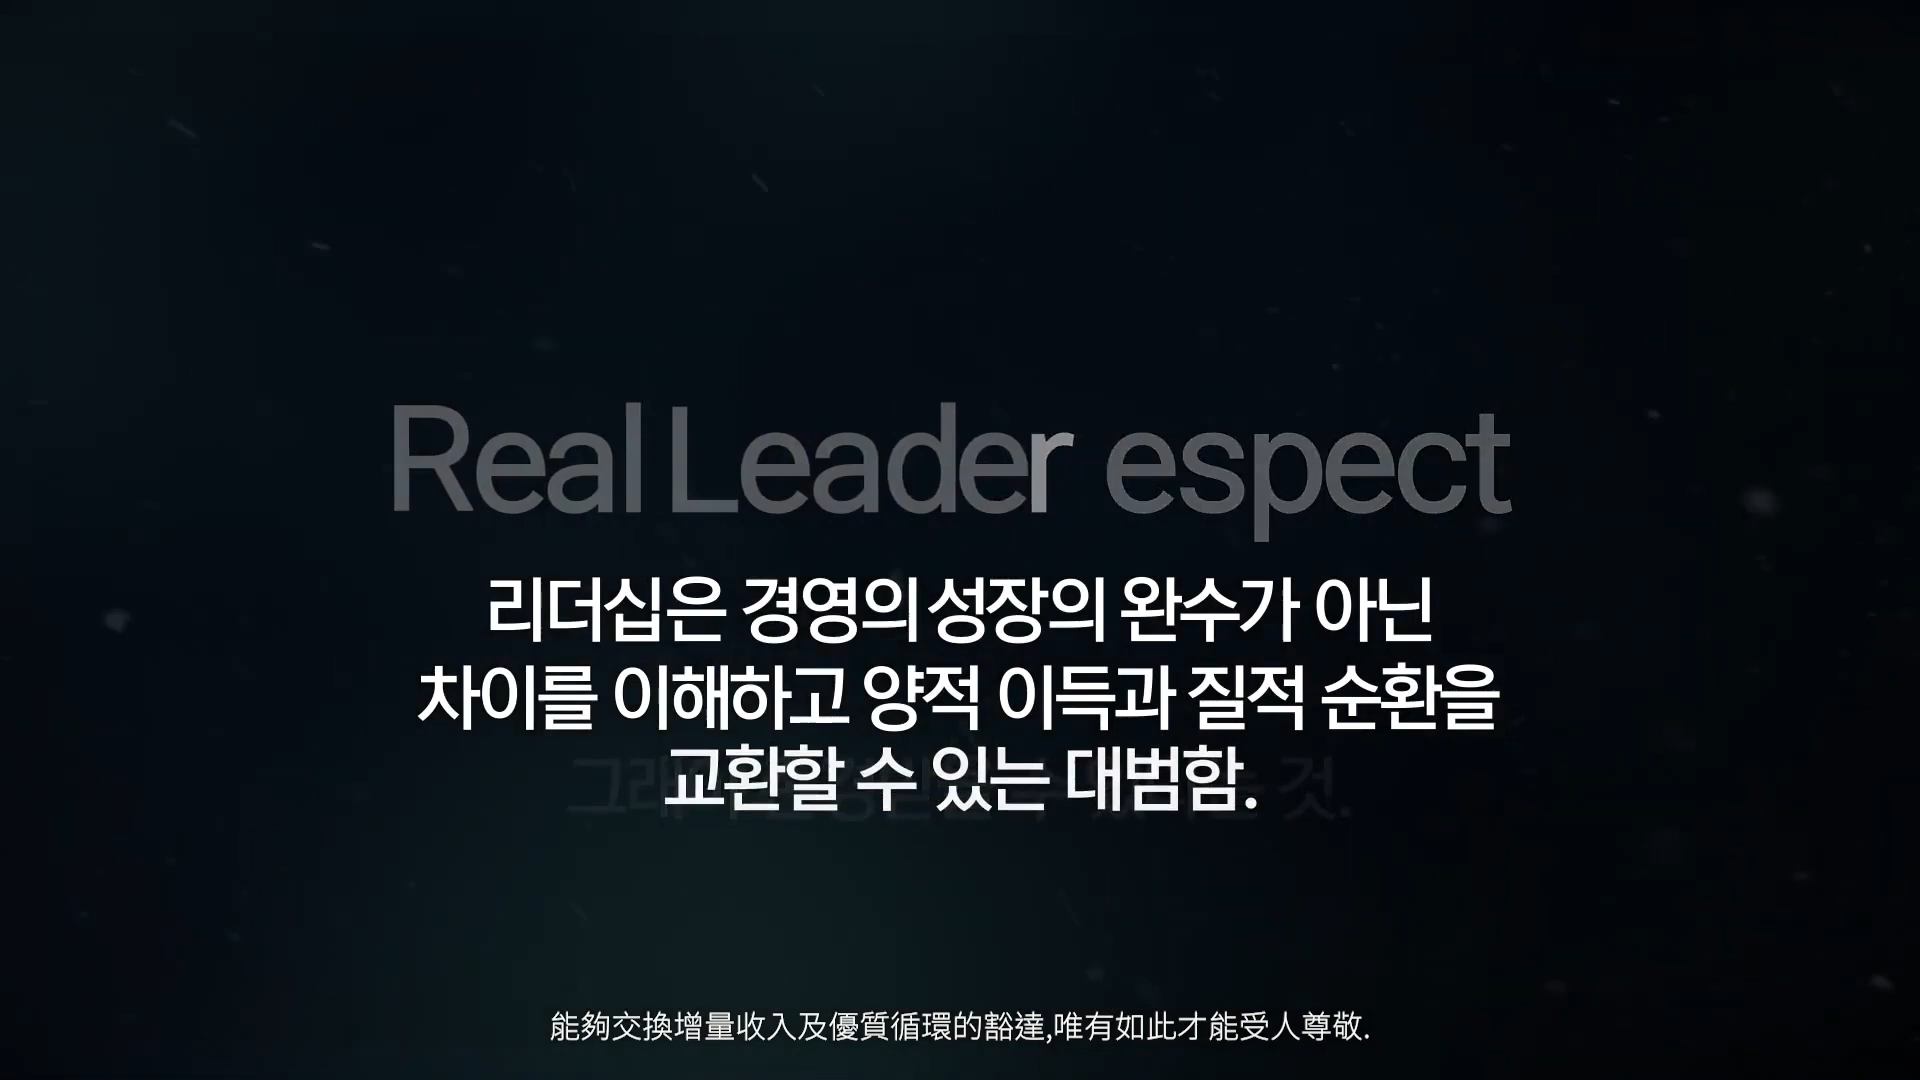 Real Leader espect
리더십은 경영의 성장의 완수가 아닌
차이를 이해하고 양적 이득과 질적 순환을
교환할 수 있는 대범함.
能夠交換增量收入及優質循環的豁達,唯有如此才能受人尊敬.